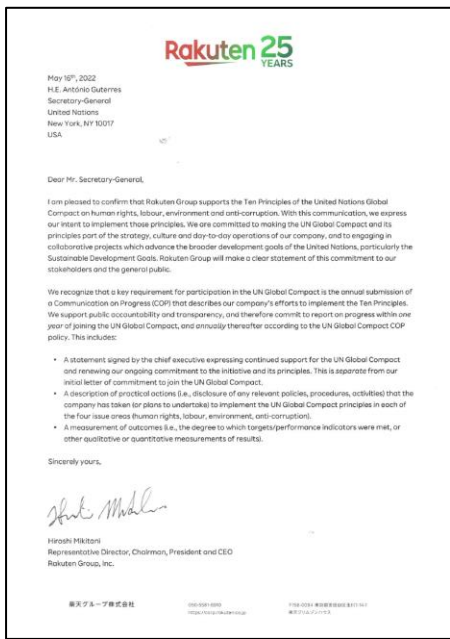 Rakuten 25
YEARS
May 16th, 2022
H.E. António Guterres
Secretary-General
United Nations
New York, NY 10017
USA
Dear Mr. Secretary-General,
I am pleased to confirm that Rakuten Group supports the Ten Principles of the United Nations Global
Compact on human rights, labour, environment and anti-corruption. With this communication, we express
our intent to implement those principles. We are committed to making the UN Global Compact and its
principles part of the strategy, culture and day-to-day operations of our company, and to engaging in
collaborative projects which advance the broader development goals of the United Nations, particularly the
Sustainable Development Goals. Rakuten Group will make a clear statement of this commitment to our
stakeholders and the general public.
We recognize that a key requirement for participation in the UN Global Compact is the annual submission of
a Communication on Progress (COP) that describes our company's efforts to implement the Ten Principles.
We support public accountability and transparency, and therefore commit to report on progress within one
year of joining the UN Global Compact, and annually thereafter according to the UN Global Compact COP
policy. This includes:
• A statement signed by the chief executive expressing continued support for the UN Global Compact
and renewing our ongoing commitment to the initiative and its principles. This is separate from our
initial letter of commitment to join the UN Global Compact.
• A description of practical actions (i.e., disclosure of any relevant policies, procedures, activities) that the
company has taken (or plans to undertake) to implement the UN Global Compact principles in each of
the four issue areas (human rights, labour, environment, anti-corruption).
• A measurement of outcomes (i.e., the degree to which targets/performance indicators were met, or
other qualitative or quantitative measurements of results).
Sincerely yours,
Hiroshi Mikitani
Representative Director, Chairman, President and CEO
Rakuten Group, Inc.
楽天グループ株式会社